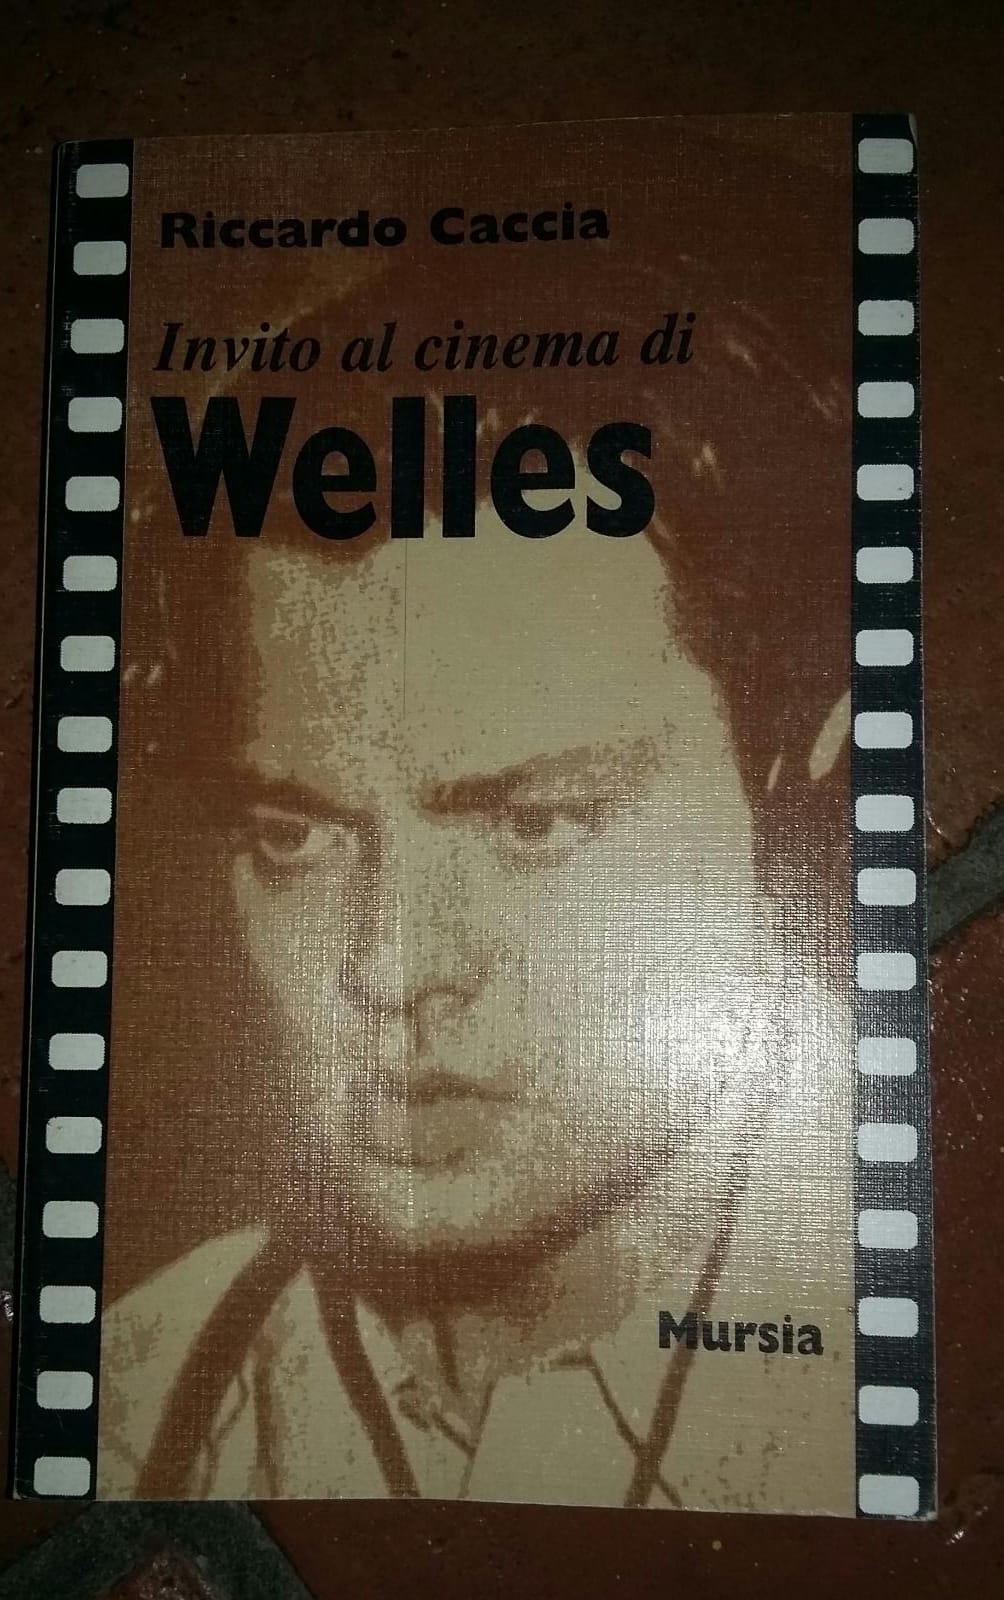 Riccardo Caccia
Invito al cinema di
Welles
Mursia